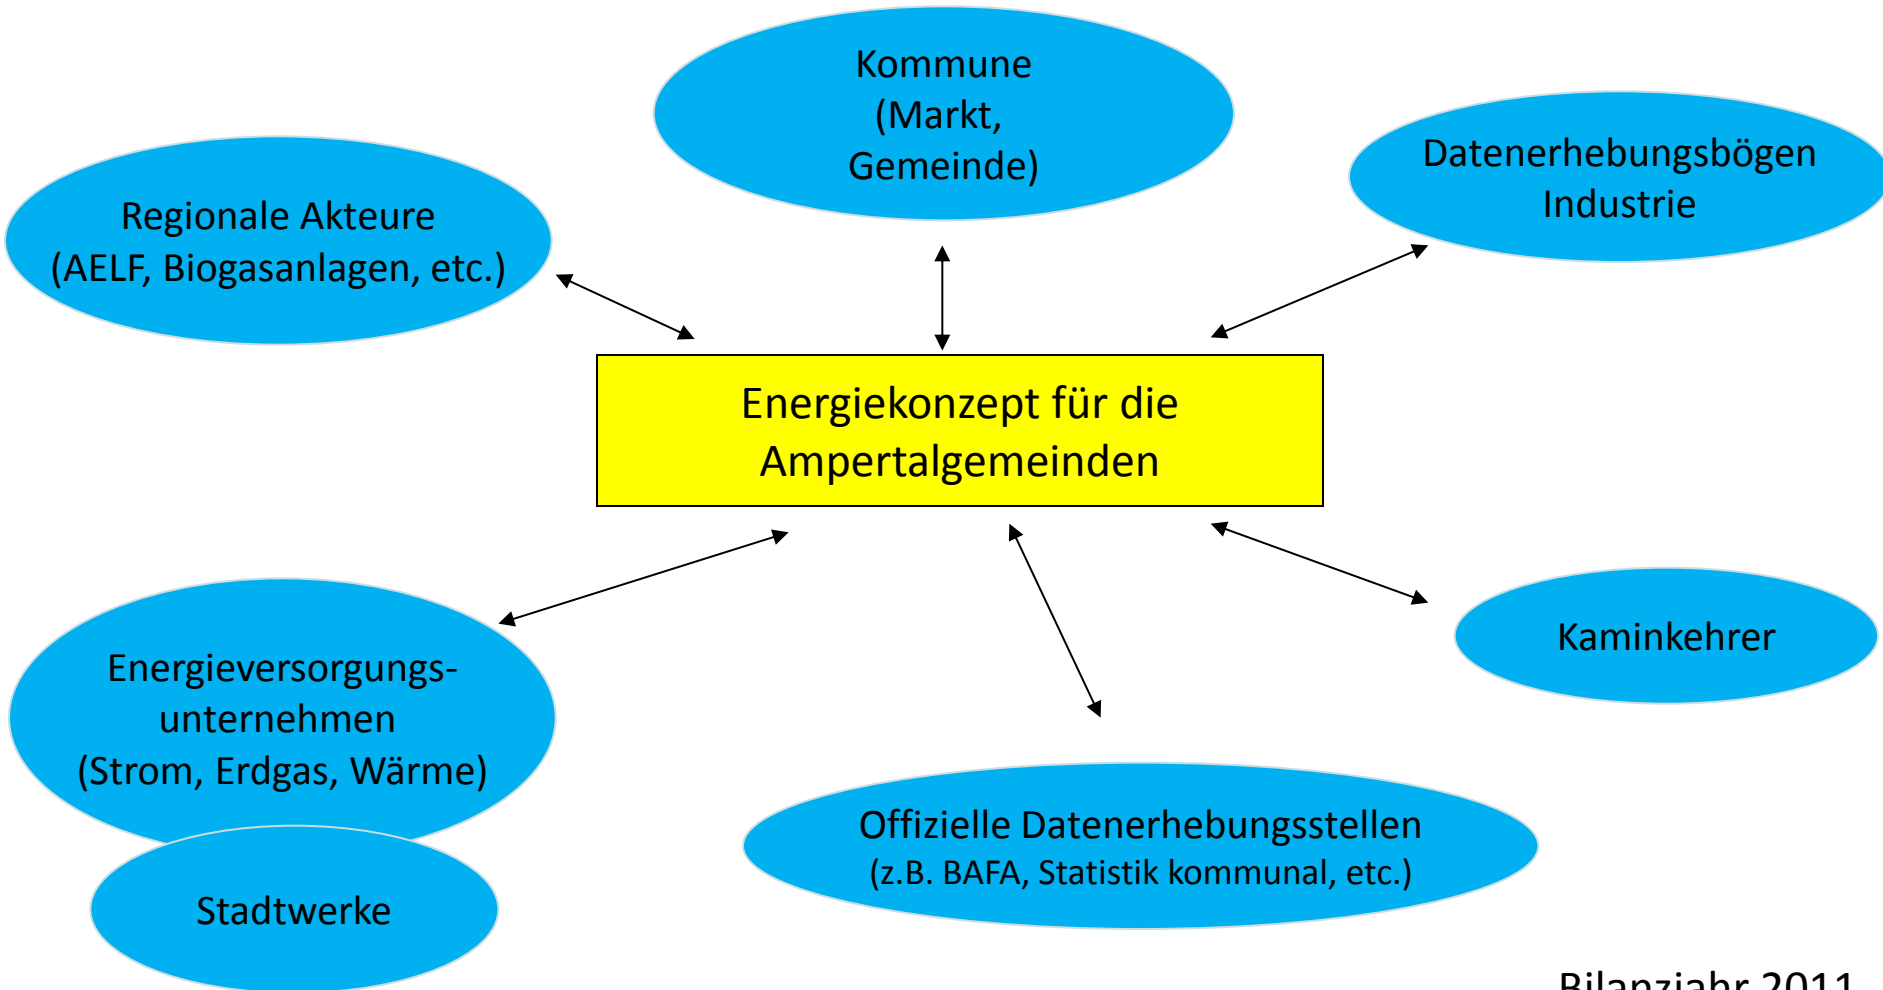 Kommune
(Markt,
Gemeinde)
Datenerhebungsbögen
Industrie
Regionale Akteure
(AELF, Biogasanlagen, etc.)
Energiekonzept für die
Ampertalgemeinden
Energieversorgungs-
unternehmen
(Strom, Erdgas, Wärme)
Kaminkehrer
Offizielle Datenerhebungsstellen
(z.B. BAFA, Statistik kommunal, etc.)
Stadtwerke
Bilanzjahr 2011